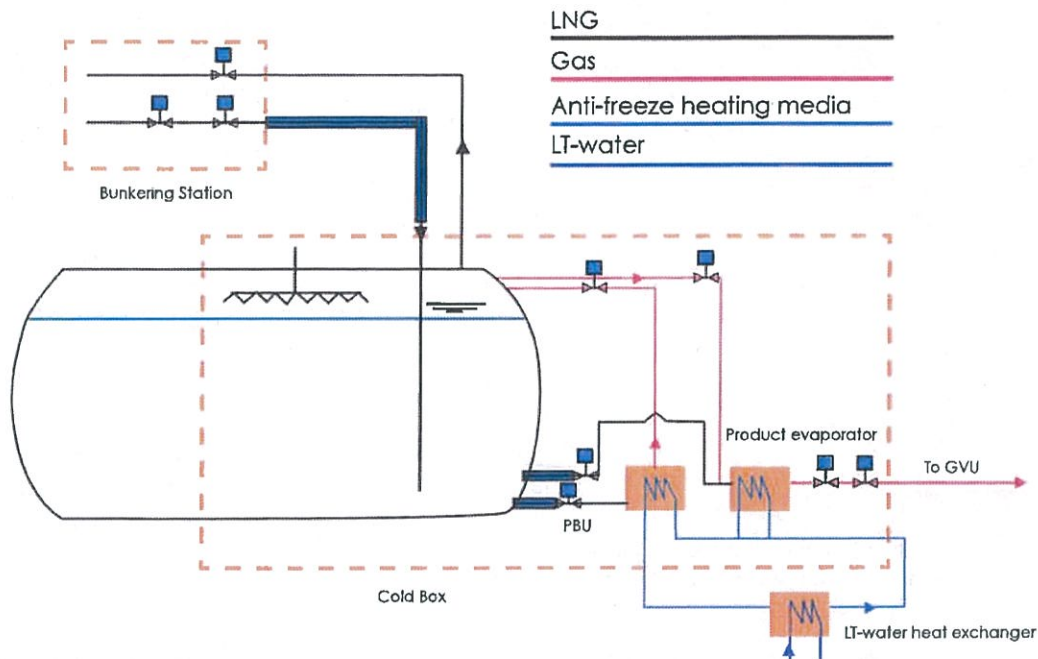 LNG
Gas
Anti-freeze heating media
LT-water
Bunkering Station
Product evaporator
To GVU
PBU
Cold Box
LT-water heat exchanger